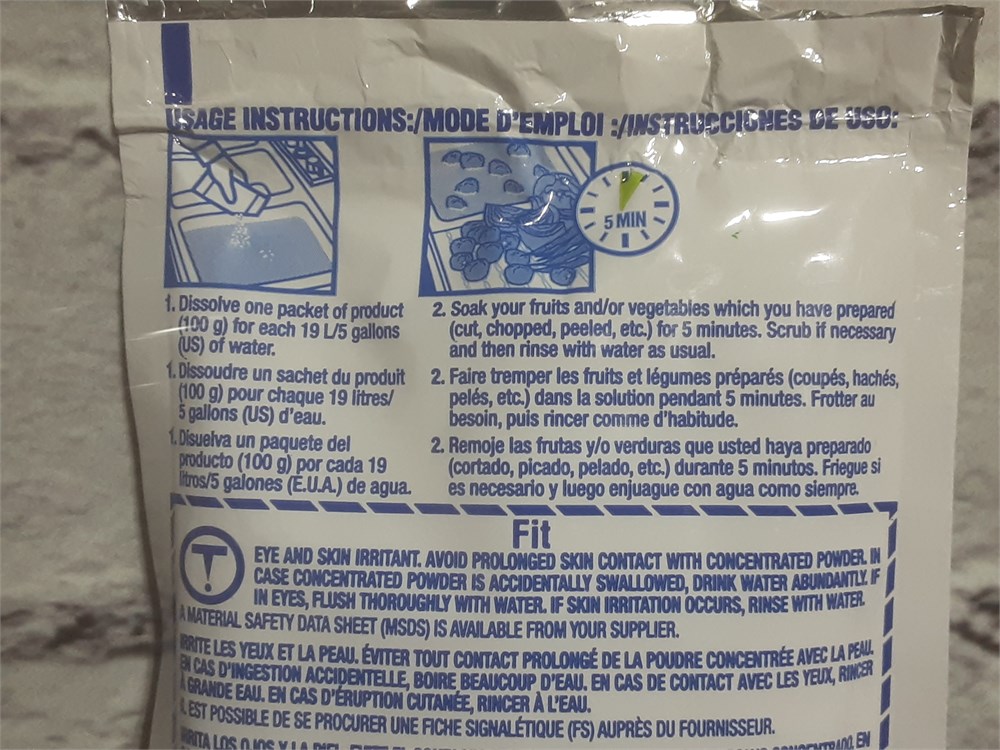 USAGE INSTRUCTIONS:/MODE D'EMPLOI :/INSTRUCCIONES DE USO:
5 MIN
1. Dissolve one packet of product
(100 g) for each 19 L/5 gallons
(US) of water.
2. Soak your fruits and/or vegetables which you have prepared
(cut, chopped, peeled, etc.) for 5 minutes. Scrub if necessary
and then rinse with water as usual.
1. Dissoudre un sachet du produit
(100 g) pour chaque 19 litres/
5 gallons (US) d'eau.
2. Faire tremper les fruits et légumes préparés (coupés, hachés,
pelés, etc.) dans la solution pendant 5 minutes. Frotter au
besoin, puis rincer comme d'habitude.
1. Disuelva un paquete del
producto (100 g) por cada 19
litros/5 galones (E.U.A.) de agua.
2. Remoje las frutas y/o verduras que usted haya preparado
(cortado, picado, pelado, etc.) durante 5 minutos. Friegue si
es necesario y luego enjuague con agua como siempre.
Fit
EYE AND SKIN IRRITANT. AVOID PROLONGED SKIN CONTACT WITH CONCENTRATED POWDER. IN
CASE CONCENTRATED POWDER IS ACCIDENTALLY SWALLOWED, DRINK WATER ABUNDANTLY. IF
IN EYES, FLUSH THOROUGHLY WITH WATER. IF SKIN IRRITATION OCCURS, RINSE WITH WATER.
A MATERIAL SAFETY DATA SHEET (MSDS) IS AVAILABLE FROM YOUR SUPPLIER.
IRRITE LES YEUX ET LA PEAU. ÉVITER TOUT CONTACT PROLONGÉ DE LA POUDRE CONCENTRÉE AVEC LA PEAU.
EN CAS D'INGESTION ACCIDENTELLE, BOIRE BEAUCOUP D'EAU. EN CAS DE CONTACT AVEC LES YEUX, RINCER
À GRANDE EAU. EN CAS D'ÉRUPTION CUTANÉE, RINCER À L'EAU.
IL EST POSSIBLE DE SE PROCURER UNE FICHE SIGNALÉTIQUE (FS) AUPRÈS DU FOURNISSEUR.
IRRITA LOS OJOS Y LA PIEL. CONCENTRADO, EN